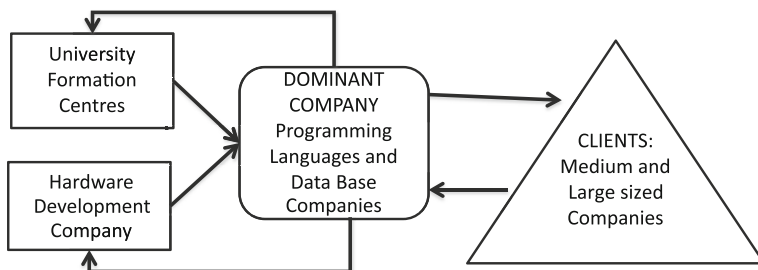 University
Formation
Centres
Hardware
Development
Company
DOMINANT
COMPANY
Programming
Languages and
Data Base
Companies
CLIENTS:
Medium and
Large sized
Companies